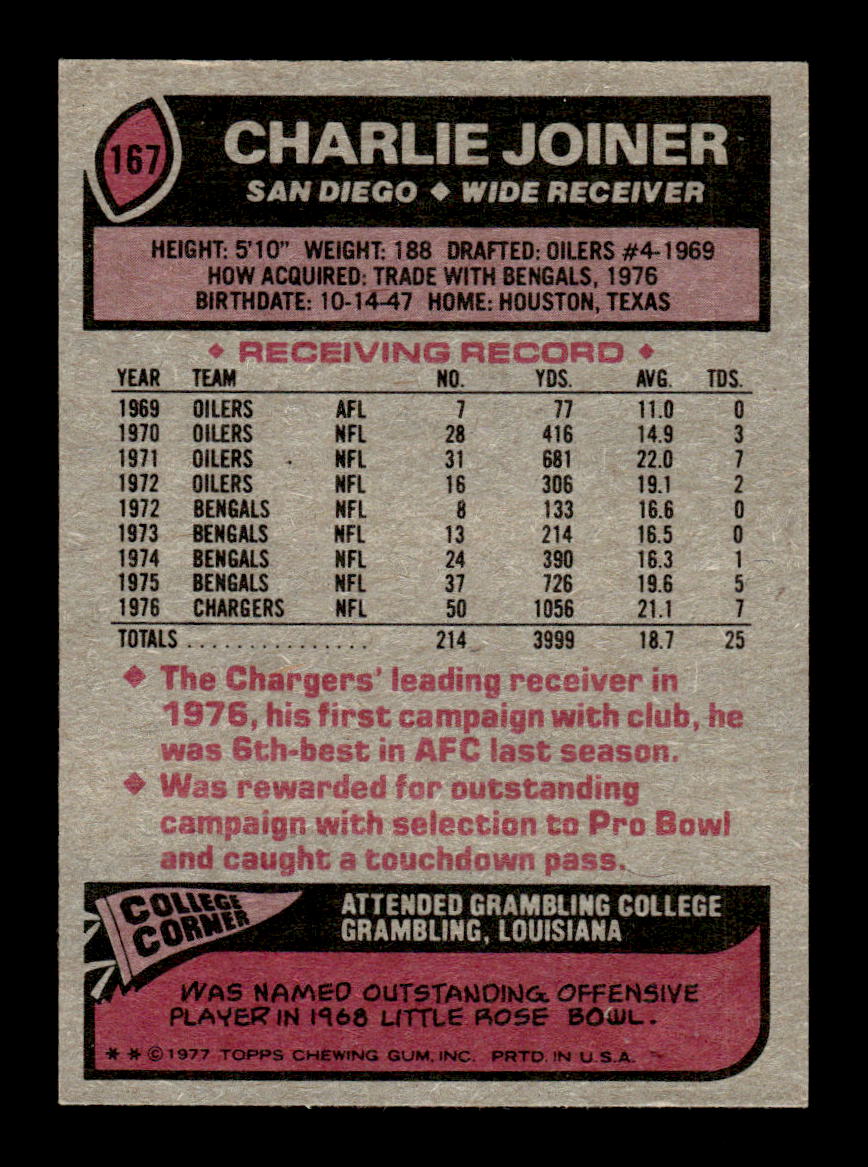 167
CHARLIE JOINER
SAN DIEGO ♦ WIDE RECEIVER
HEIGHT: 5'10" WEIGHT: 188 DRAFTED: OILERS #4-1969
HOW ACQUIRED: TRADE WITH BENGALS, 1976
BIRTHDATE: 10-14-47 HOME: HOUSTON, TEXAS
♦ RECEIVING RECORD ♦
YEAR TEAM NO. YDS. AVG. TDS.
1969 OILERS AFL 7 77 11.0 0
1970 OILERS NFL 28 416 14.9 3
1971 OILERS NFL 31 681 22.0 7
1972 OILERS NFL 16 306 19.1 2
1972 BENGALS NFL 8 133 16.6 0
1973 BENGALS NFL 13 214 16.5 0
1974 BENGALS NFL 24 390 16.3 1
1975 BENGALS NFL 37 726 19.6 5
1976 CHARGERS NFL 50 1056 21.1 7
TOTALS ............... 214 3999 18.7 25
♦ The Chargers' leading receiver in
1976, his first campaign with club, he
was 6th-best in AFC last season.
♦ Was rewarded for outstanding
campaign with selection to Pro Bowl
and caught a touchdown pass.
COLLEGE
CORNER
ATTENDED GRAMBLING COLLEGE
GRAMBLING, LOUISIANA
WAS NAMED OUTSTANDING OFFENSIVE
PLAYER IN 1968 LITTLE ROSE BOWL.
* * © 1977 TOPPS CHEWING GUM, INC. PRTD. IN U.S.A.